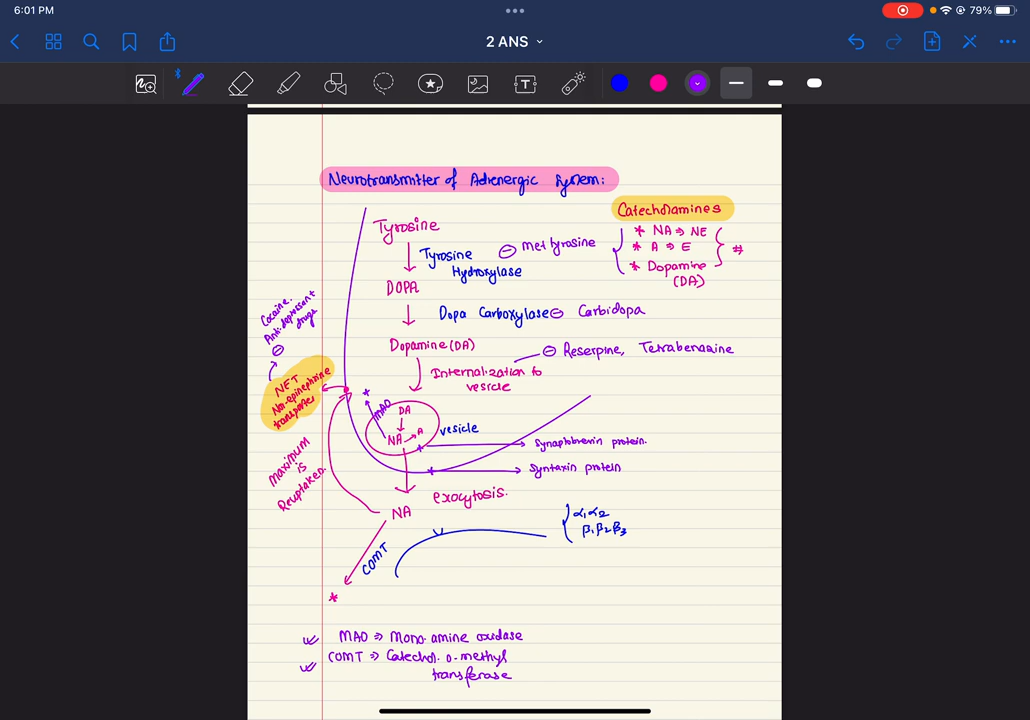 6:01 PM
79%
2 ANS
Neurotransmitter of Adrenergic System:
Catecholamines
* NA ⇒ NE
* A ⇒ E
* Dopamine
(DA)
#
Tyrosine
Tyrosine
Hydroxylase
⊖ Metтyrosine
DOPA
Dopa Carboxylase ⊖ Carbidopa
Dopamine (DA)
Internalization to
vesicle
⊖ Reserpine, Tetrabenazine
Cocaine.
Anti depressant
drugs
⊖
NET
Nor-epinephrine
transporter
MAO
DA
NA → A
vesicle
synaptobrevin protein.
syntaxin protein
Maximum
is
Reuptaken.
exocytosis.
NA
COMT
α1 α2
β1 β2 β3
MAO ⇒ Mono amine oxidase
COMT ⇒ Catechol. o-methyl
transferase